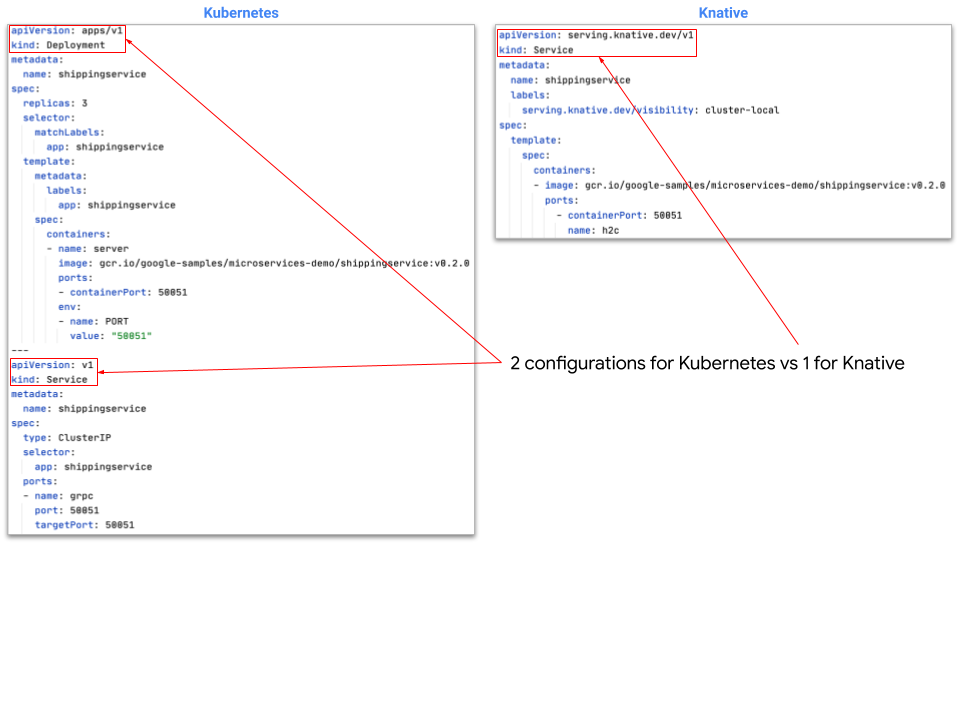 Kubernetes
apiVersion: apps/v1
kind: Deployment
metadata:
  name: shippingservice
spec:
  replicas: 3
  selector:
    matchLabels:
      app: shippingservice
  template:
    metadata:
      labels:
        app: shippingservice
    spec:
      containers:
      - name: server
        image: gcr.io/google-samples/microservices-demo/shippingservice:v0.2.0
        ports:
        - containerPort: 50051
        env:
        - name: PORT
          value: "50051"
---
apiVersion: v1
kind: Service
metadata:
  name: shippingservice
spec:
  type: ClusterIP
  selector:
    app: shippingservice
  ports:
  - name: grpc
    port: 50051
    targetPort: 50051
Knative
apiVersion: serving.knative.dev/v1
kind: Service
metadata:
  name: shippingservice
  labels:
    serving.knative.dev/visibility: cluster-local
spec:
  template:
    spec:
      containers:
      - image: gcr.io/google-samples/microservices-demo/shippingservice:v0.2.0
        ports:
          - containerPort: 50051
            name: h2c
2 configurations for Kubernetes vs 1 for Knative